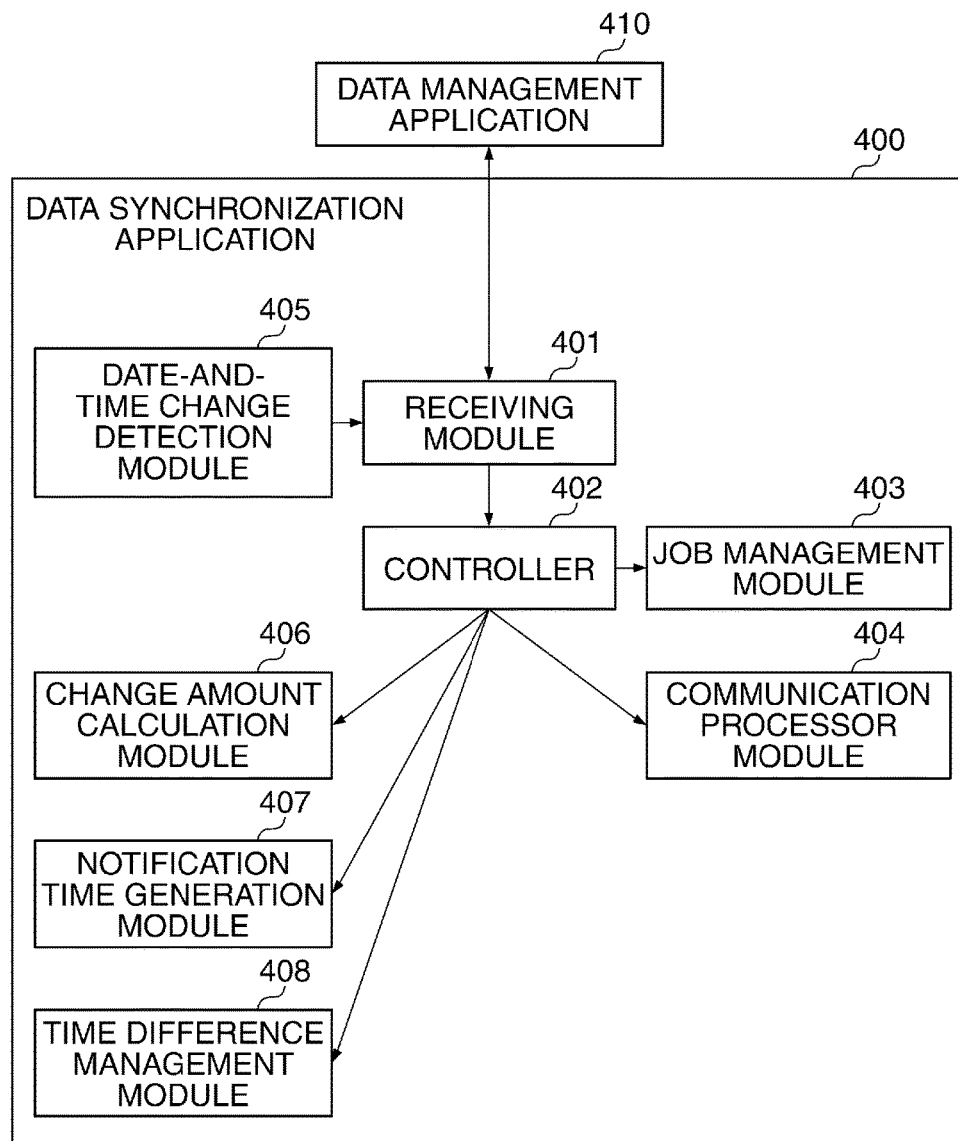 410
DATA MANAGEMENT
APPLICATION
400
DATA SYNCHRONIZATION
APPLICATION
405
DATE-AND-
TIME CHANGE
DETECTION
MODULE
401
RECEIVING
MODULE
402
CONTROLLER
403
JOB MANAGEMENT
MODULE
406
CHANGE AMOUNT
CALCULATION
MODULE
404
COMMUNICATION
PROCESSOR
MODULE
407
NOTIFICATION
TIME GENERATION
MODULE
408
TIME DIFFERENCE
MANAGEMENT
MODULE